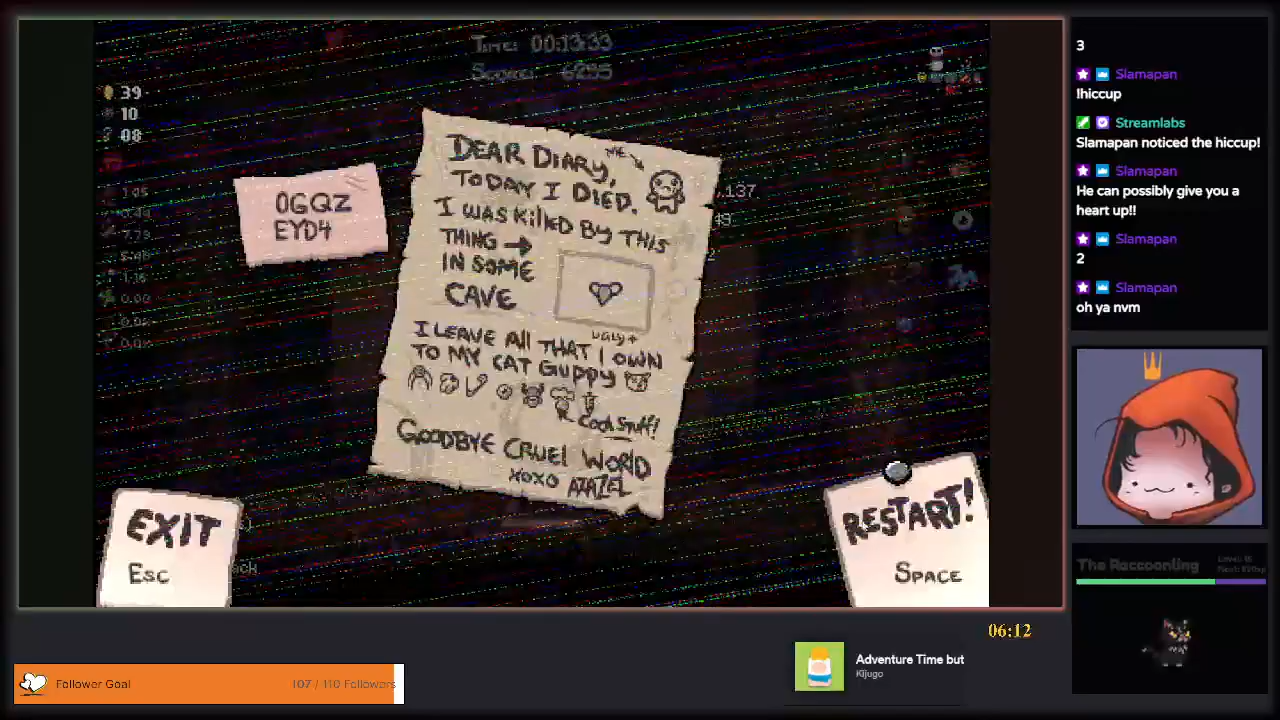 Time: 00:13:33
Score: 6295
39
10
08
0GQZ
EYD4
DEAR DIARY,
ME
TODAY I DIED.
I WAS KILLED BY THIS
THING →
IN SOME
CAVE
UGLY
I LEAVE All THAT I OWN
TO MY CAT GUPPY
COOL STUFF!
GOODBYE CRUEL WORLD
XOXO AZAZEL
EXIT
ESC
RESTART!
SPACE
3
Slamapan
!hiccup
Streamlabs
Slamapan noticed the hiccup!
Slamapan
He can possibly give you a
heart up!!
Slamapan
2
Slamapan
oh ya nvm
The Raccoonling
06:12
Adventure Time but
Kijugo
Follower Goal
107 / 110 Followers